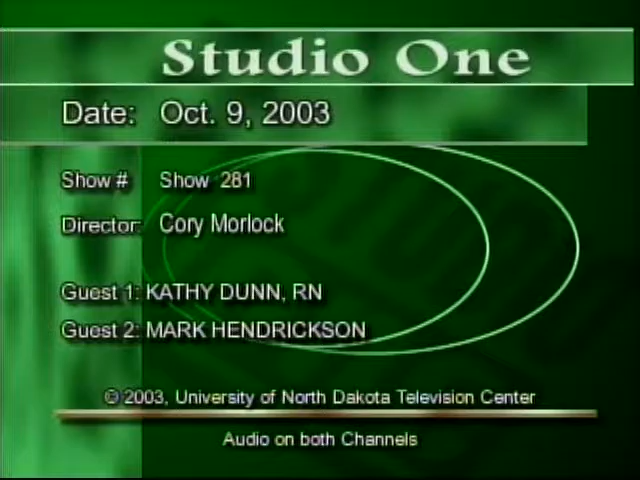 Studio One
Date: Oct. 9, 2003
Show # Show 281
Director: Cory Morlock
Guest 1: KATHY DUNN, RN
Guest 2: MARK HENDRICKSON
© 2003, University of North Dakota Television Center
Audio on both Channels